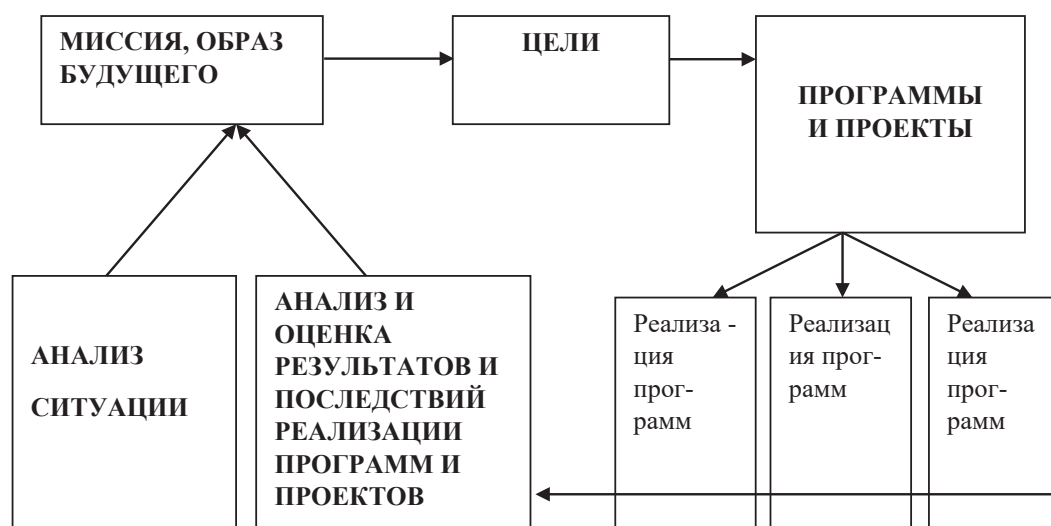 МИССИЯ, ОБРАЗ
БУДУЩЕГО
ЦЕЛИ
ПРОГРАММЫ
И ПРОЕКТЫ
АНАЛИЗ
СИТУАЦИИ
АНАЛИЗ И
ОЦЕНКА
РЕЗУЛЬТАТОВ И
ПОСЛЕДСТВИЙ
РЕАЛИЗАЦИИ
ПРОГРАММ И
ПРОЕКТОВ
Реализа -
ция
прог-
рамм
Реализац
ия прог-
рамм
Реализа
ция
прог-
рамм